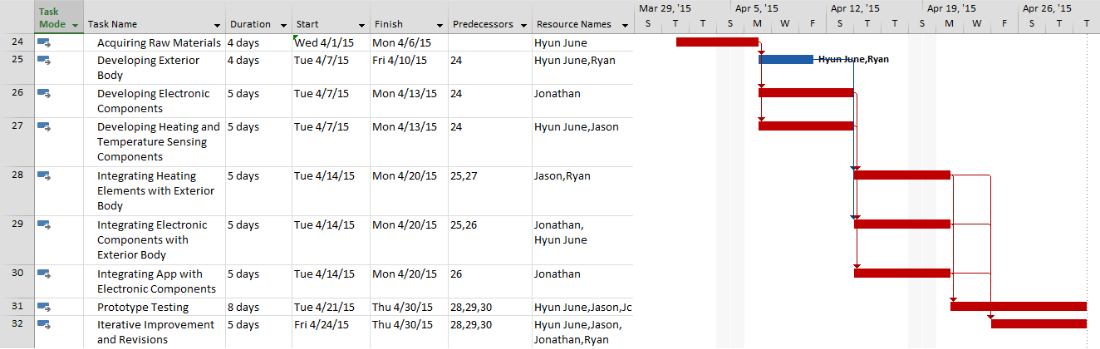 Mar 29, '15 Apr 5, '15 Apr 12, '15 Apr 19, '15 Apr 26, '15
Task Mode Task Name Duration Start Finish Predecessors Resource Names S T T S M W F S T T S M W F S T
24 Acquiring Raw Materials 4 days Wed 4/1/15 Mon 4/6/15 Hyun June
25 Developing Exterior 4 days Tue 4/7/15 Fri 4/10/15 24 Hyun June,Ryan Hyun June,Ryan
Body
26 Developing Electronic 5 days Tue 4/7/15 Mon 4/13/15 24 Jonathan
Components
27 Developing Heating and 5 days Tue 4/7/15 Mon 4/13/15 24 Hyun June,Jason
Temperature Sensing
Components
28 Integrating Heating 5 days Tue 4/14/15 Mon 4/20/15 25,27 Jason,Ryan
Elements with Exterior
Body
29 Integrating Electronic 5 days Tue 4/14/15 Mon 4/20/15 25,26 Jonathan,
Components with Hyun June
Exterior Body
30 Integrating App with 5 days Tue 4/14/15 Mon 4/20/15 26 Jonathan
Electronic Components
31 Prototype Testing 8 days Tue 4/21/15 Thu 4/30/15 28,29,30 Hyun June,Jason,Jc
32 Iterative Improvement 5 days Fri 4/24/15 Thu 4/30/15 28,29,30 Hyun June,Jason,
and Revisions Jonathan,Ryan